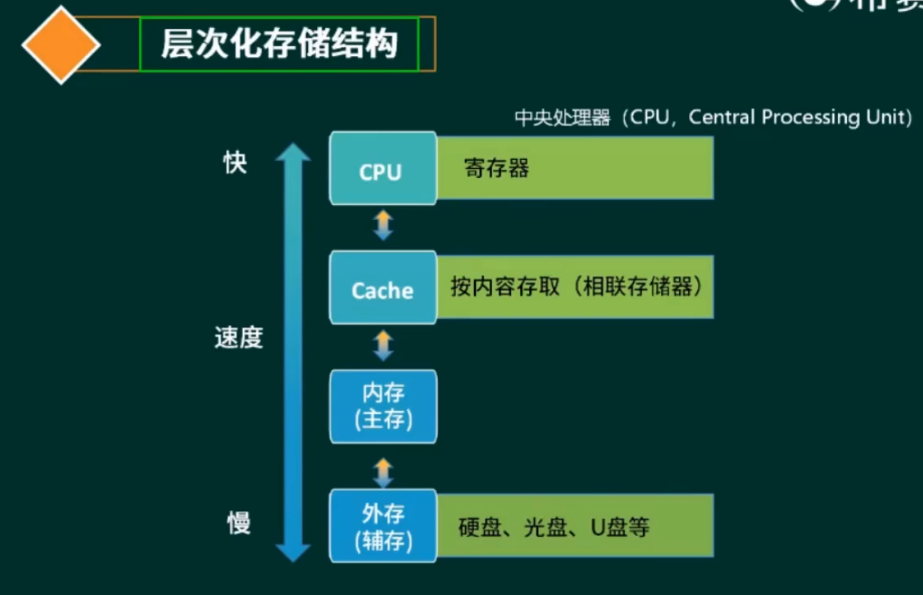 层次化存储结构
中央处理器（CPU，Central Processing Unit）
快
CPU
寄存器
Cache
按内容存取（相联存储器）
速度
内存
(主存)
慢
外存
(辅存)
硬盘、光盘、U盘等